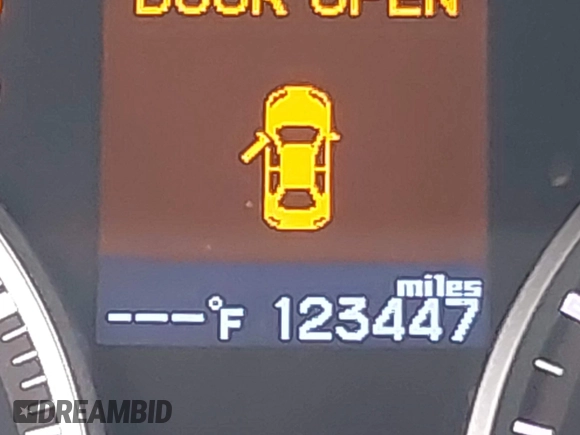 DOOR OPEN
miles
---°F 123447
DREAMBID